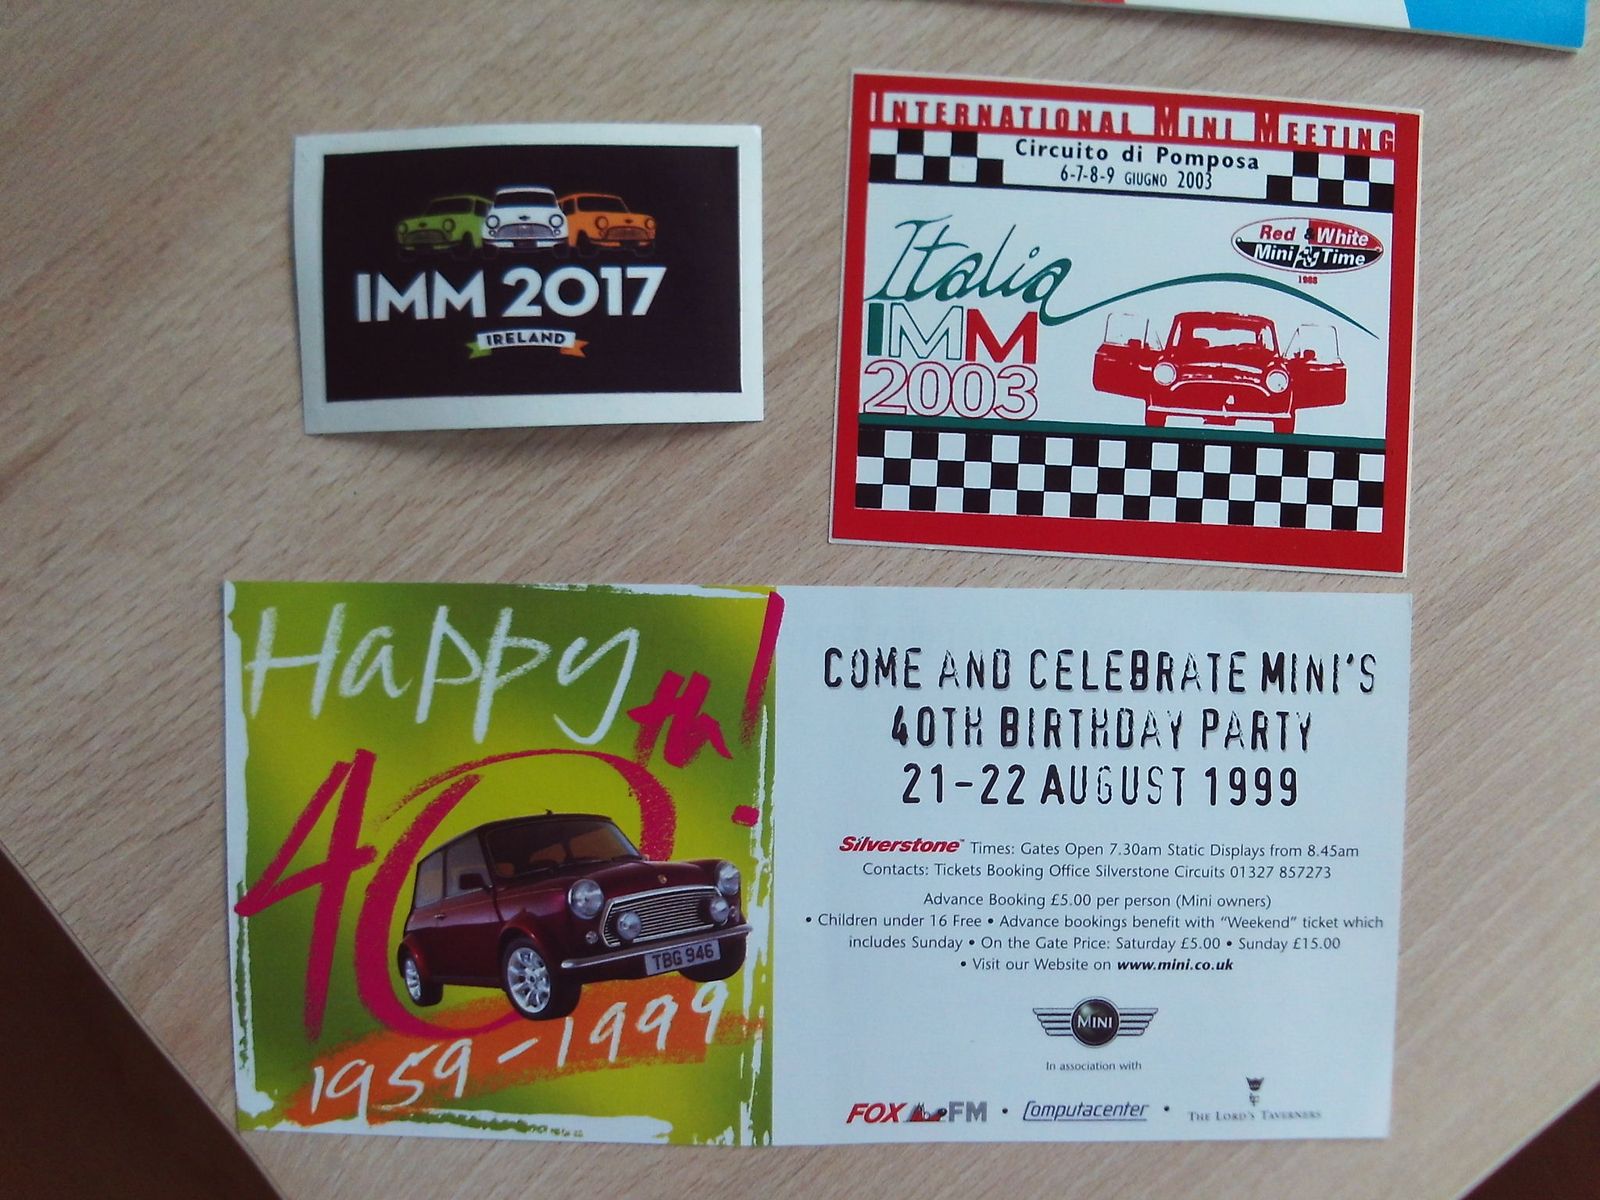 IMM 2017
IRELAND
INTERNATIONAL MINI MEETING
Circuito di Pomposa
6-7-8-9 GIUGNO 2003
Italia
Red & White
Mini Time
1988
IMM
2003
Happy
40th!
TBG 946
1959-1999
COME AND CELEBRATE MINI'S
40TH BIRTHDAY PARTY
21-22 AUGUST 1999
Silverstone™ Times: Gates Open 7.30am Static Displays from 8.45am
Contacts: Tickets Booking Office Silverstone Circuits 01327 857273
Advance Booking £5.00 per person (Mini owners)
• Children under 16 Free • Advance bookings benefit with "Weekend" ticket which
includes Sunday • On the Gate Price: Saturday £5.00 • Sunday £15.00
• Visit our Website on www.mini.co.uk
MINI
In association with
FOX FM • Computacenter • THE LORD'S TAVERNERS